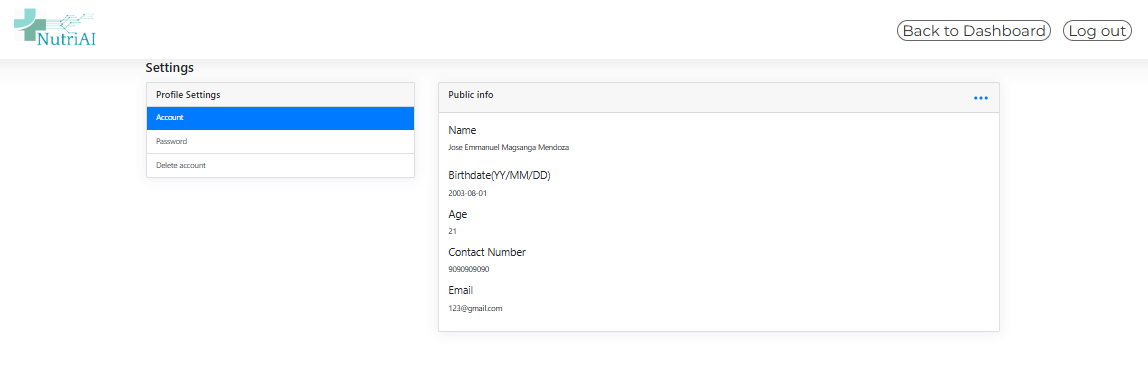 NutriAI
Back to Dashboard
Log out
Settings
Profile Settings
Account
Password
Delete account
Public info
Name
Jose Emmanuel Magsanga Mendoza
Birthdate(YY/MM/DD)
2003-08-01
Age
21
Contact Number
9090909090
Email
123@gmail.com